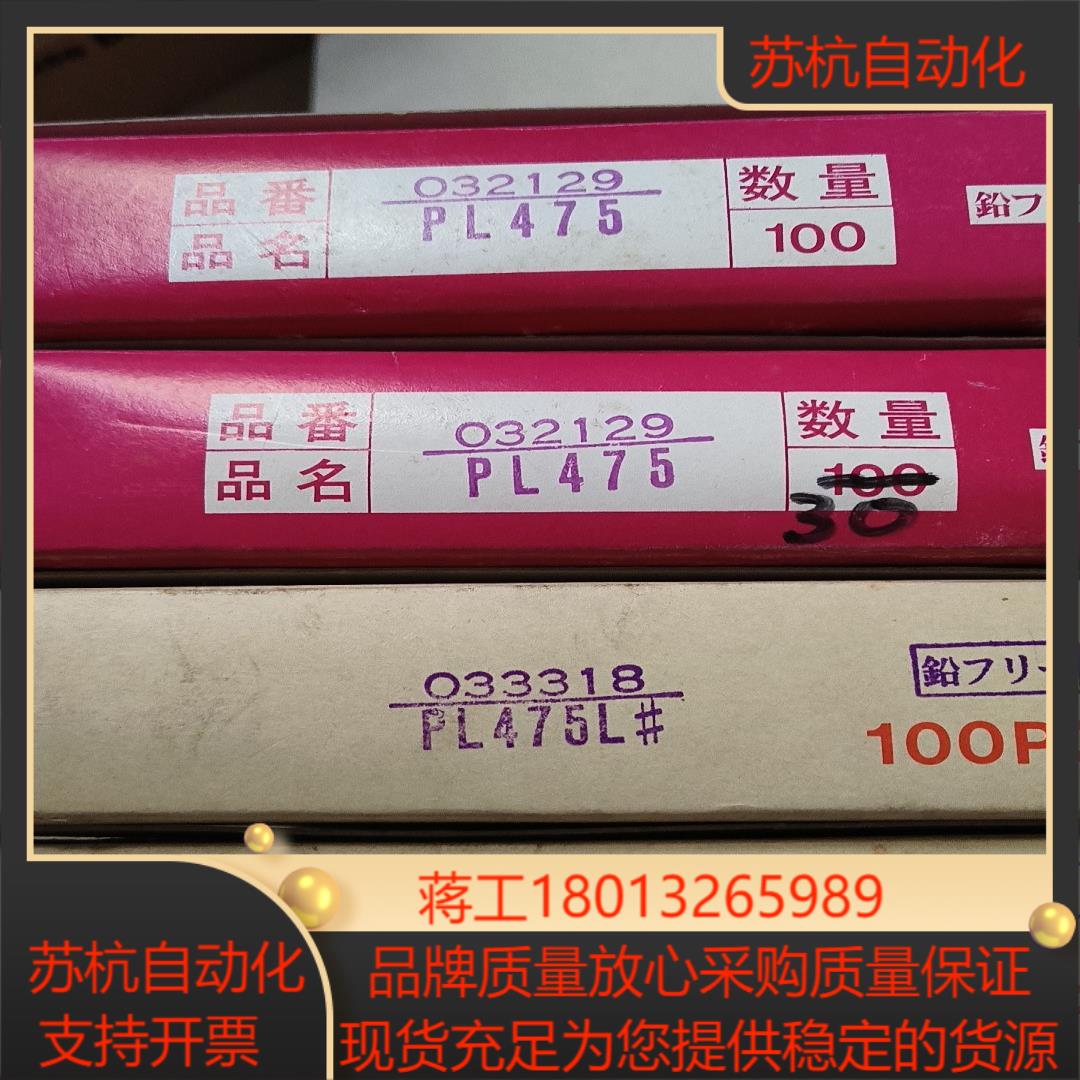 苏杭自动化
品番
032129
数量
鉛フ
品名
PL475
100
品番
032129
数量
品名
PL475
100
30
033318
鉛フリー
PL475L#
100P
蒋工18013265989
苏杭自动化
支持开票
品牌质量放心采购质量保证
现货充足为您提供稳定的货源